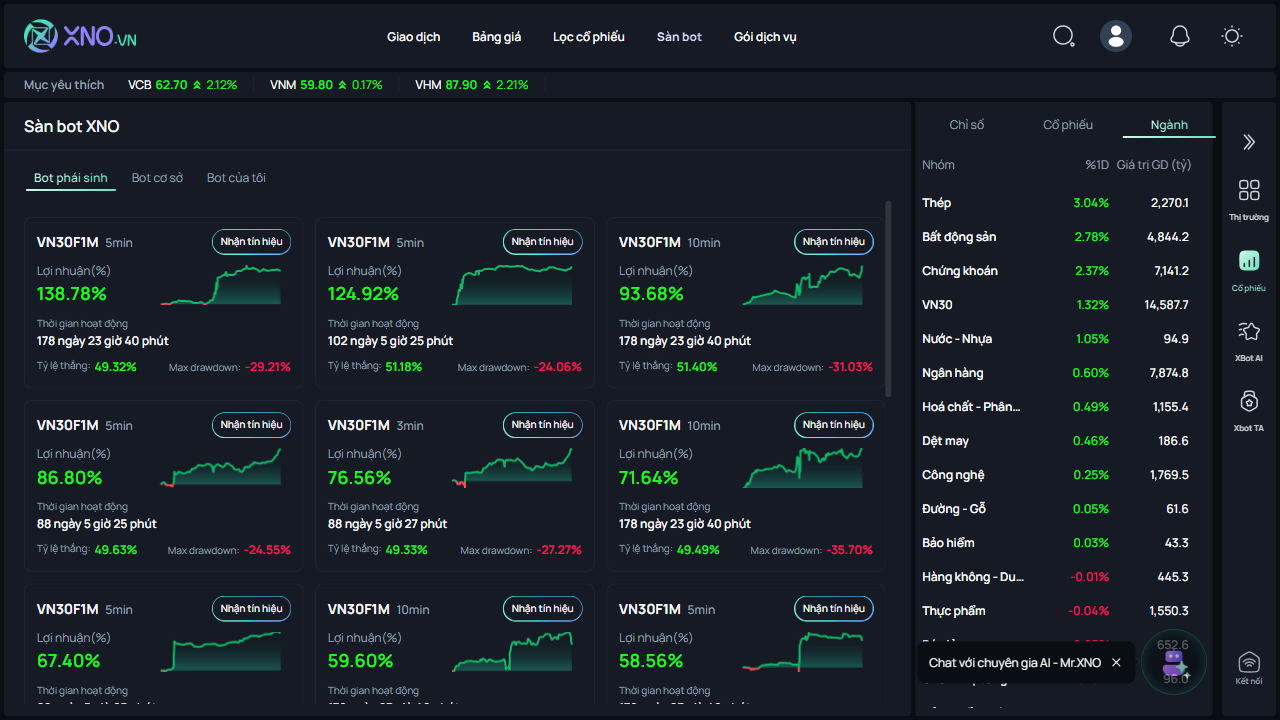 XNO.VN
Giao dịch Bảng giá Lọc cổ phiếu Sàn bot Gói dịch vụ
Mục yêu thích VCB 62.70 2.12% VNM 59.80 0.17% VHM 87.90 2.21%
Sàn bot XNO
Bot phái sinh Bot cơ sở Bot của tôi
VN30F1M 5min Nhận tín hiệu
Lợi nhuận(%)
138.78%
Thời gian hoạt động
178 ngày 23 giờ 40 phút
Tỷ lệ thắng: 49.32% Max drawdown: -29.21%
VN30F1M 5min Nhận tín hiệu
Lợi nhuận(%)
124.92%
Thời gian hoạt động
102 ngày 5 giờ 25 phút
Tỷ lệ thắng: 51.18% Max drawdown: -24.06%
VN30F1M 10min Nhận tín hiệu
Lợi nhuận(%)
93.68%
Thời gian hoạt động
178 ngày 23 giờ 40 phút
Tỷ lệ thắng: 51.40% Max drawdown: -31.03%
VN30F1M 5min Nhận tín hiệu
Lợi nhuận(%)
86.80%
Thời gian hoạt động
88 ngày 5 giờ 25 phút
Tỷ lệ thắng: 49.63% Max drawdown: -24.55%
VN30F1M 3min Nhận tín hiệu
Lợi nhuận(%)
76.56%
Thời gian hoạt động
88 ngày 5 giờ 27 phút
Tỷ lệ thắng: 49.33% Max drawdown: -27.27%
VN30F1M 10min Nhận tín hiệu
Lợi nhuận(%)
71.64%
Thời gian hoạt động
178 ngày 23 giờ 40 phút
Tỷ lệ thắng: 49.49% Max drawdown: -35.70%
VN30F1M 5min Nhận tín hiệu
Lợi nhuận(%)
67.40%
Thời gian hoạt động
VN30F1M 10min Nhận tín hiệu
Lợi nhuận(%)
59.60%
Thời gian hoạt động
VN30F1M 5min Nhận tín hiệu
Lợi nhuận(%)
58.56%
Thời gian hoạt động
Chỉ số Cổ phiếu Ngành
Nhóm %1D Giá trị GD (tỷ)
Thép 3.04% 2,270.1
Bất động sản 2.78% 4,844.2
Chứng khoán 2.37% 7,141.2
VN30 1.32% 14,587.7
Nước - Nhựa 1.05% 94.9
Ngân hàng 0.60% 7,874.8
Hoá chất - Phân... 0.49% 1,155.4
Dệt may 0.46% 186.6
Công nghệ 0.25% 1,769.5
Đường - Gỗ 0.05% 61.6
Bảo hiểm 0.03% 43.3
Hàng không - Du... -0.01% 445.3
Thực phẩm -0.04% 1,550.3
652.6
96.0
Chat với chuyên gia AI - Mr.XNO
Thị trường
Cổ phiếu
XBot AI
Xbot TA
Kết nối